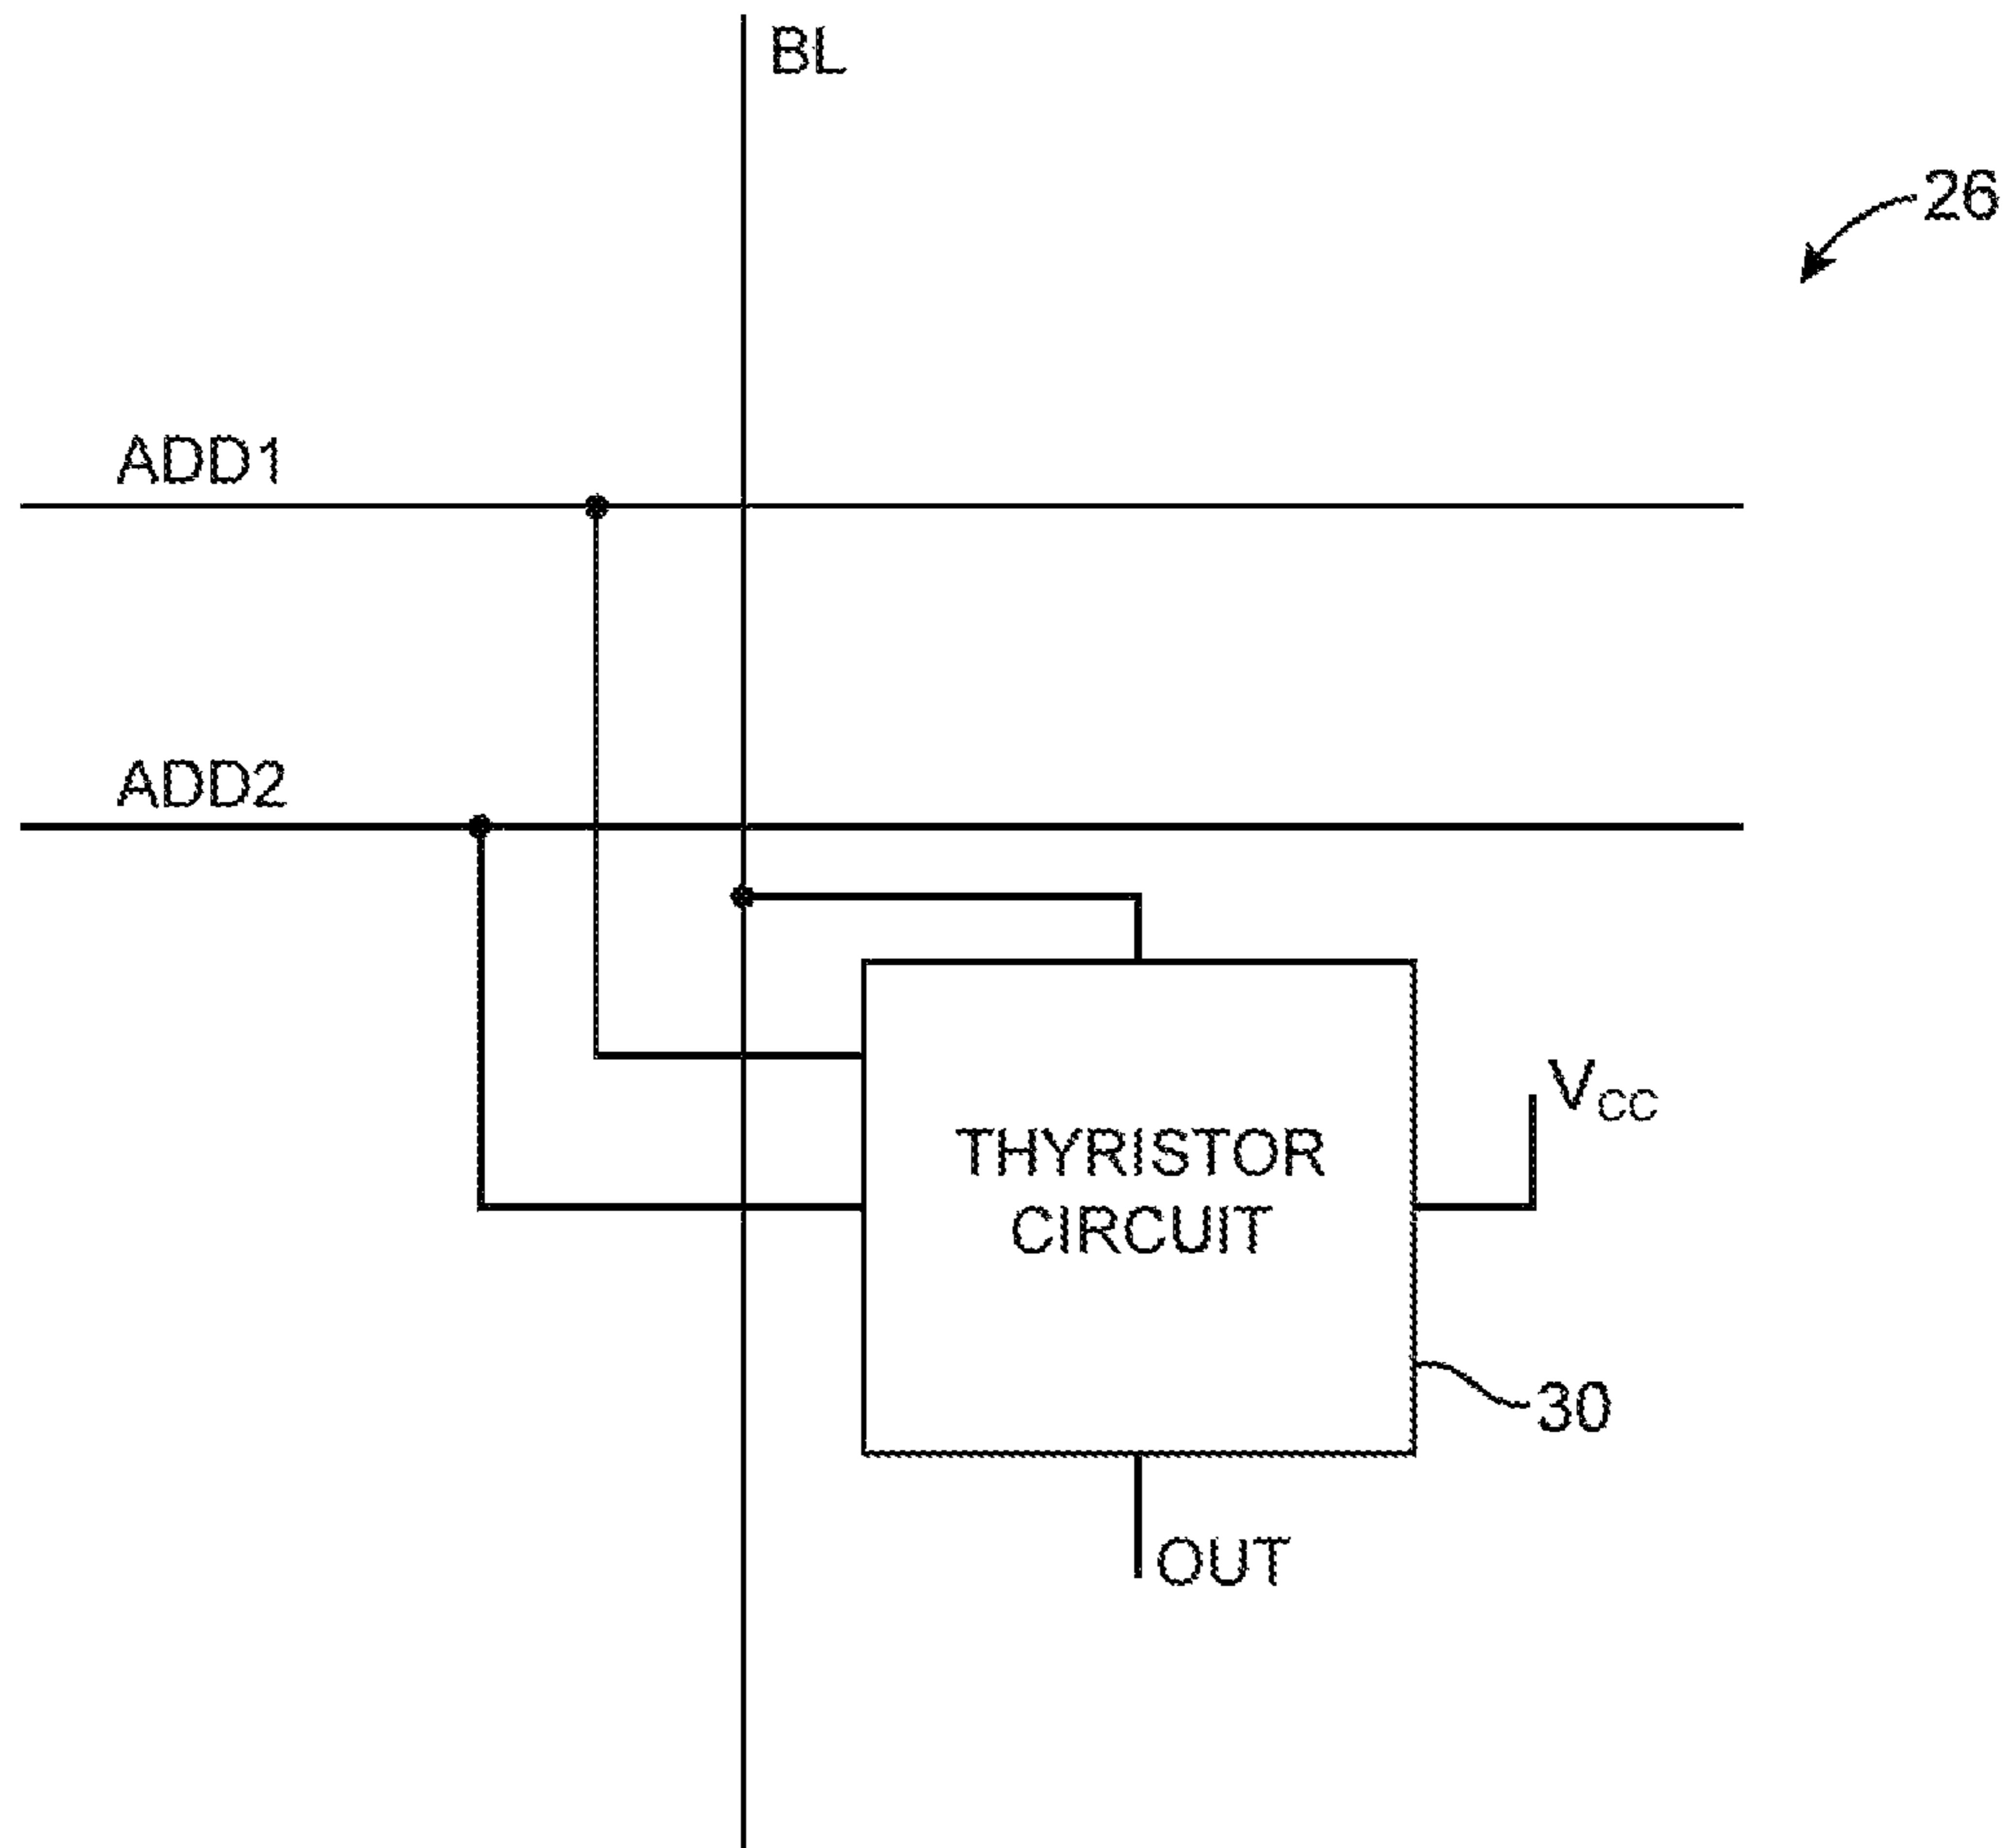 BL
26
ADD1
ADD2
THYRISTOR
CIRCUIT
VCC
30
OUT